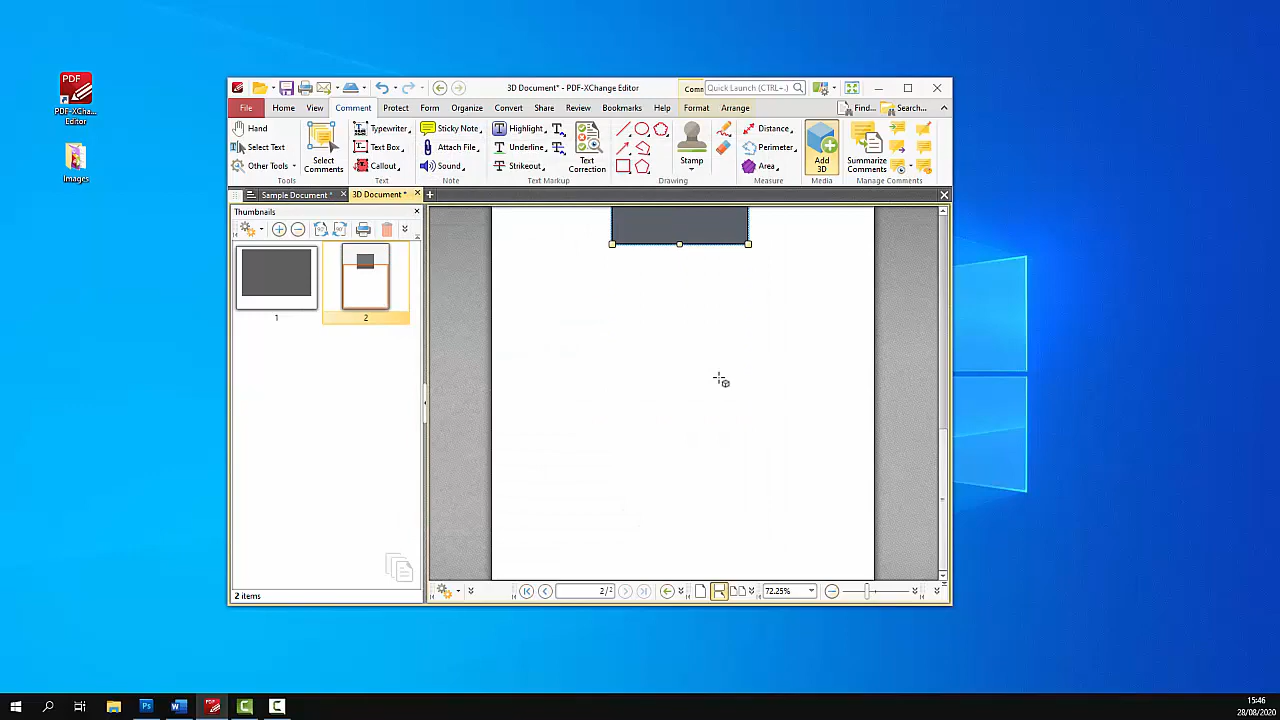 PDF
PDF-XCha...
Editor
Images
3D Document* - PDF-XChange Editor
Comn
Quick Launch (CTRL+.)
File
Home
View
Comment
Protect
Form
Organize
Convert
Share
Review
Bookmarks
Help
Format
Arrange
Find...
Search...
Hand
Select Text
Other Tools
Tools
Select
Comments
Typewriter
Text Box
Callout
Text
Sticky Note
Attach File
Sound
Note
Highlight
Underline
Strikeout
Text Markup
Text
Correction
Drawing
Stamp
Distance
Perimeter
Area
Measure
Add
3D
Media
Summarize
Comments
Manage Comments
Sample Document *
3D Document *
Thumbnails
1
2
2 items
2/2
72.25%
Ps
15:46
28/08/2020